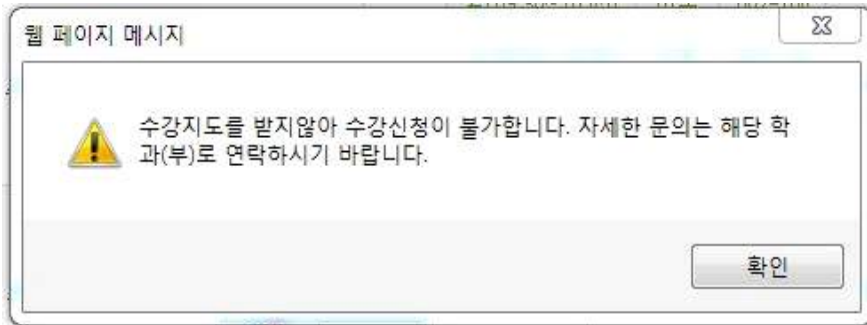 웹 페이지 메시지
수강지도를 받지않아 수강신청이 불가합니다. 자세한 문의는 해당 학
과(부)로 연락하시기 바랍니다.
확인